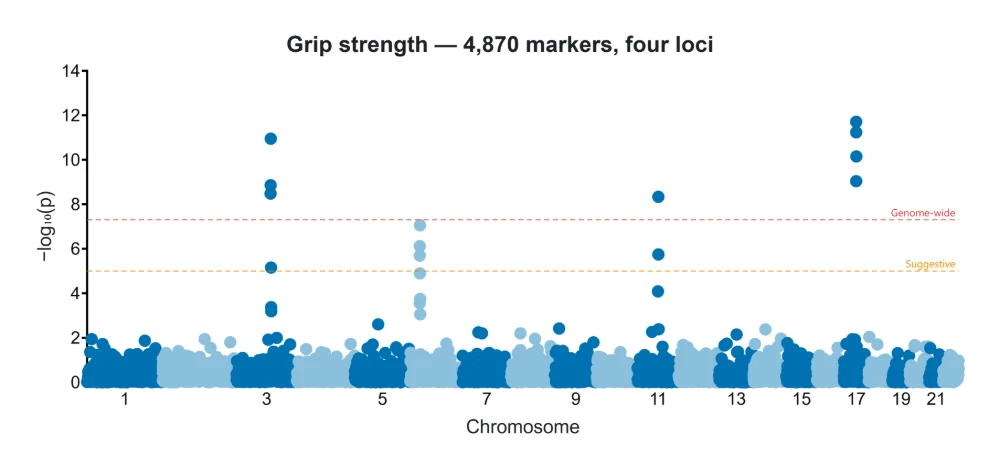 Grip strength — 4,870 markers, four loci
14
12
10
8
6
4
2
0
−log₁₀(p)
Genome-wide
Suggestive
1 3 5 7 9 11 13 15 17 19 21
Chromosome